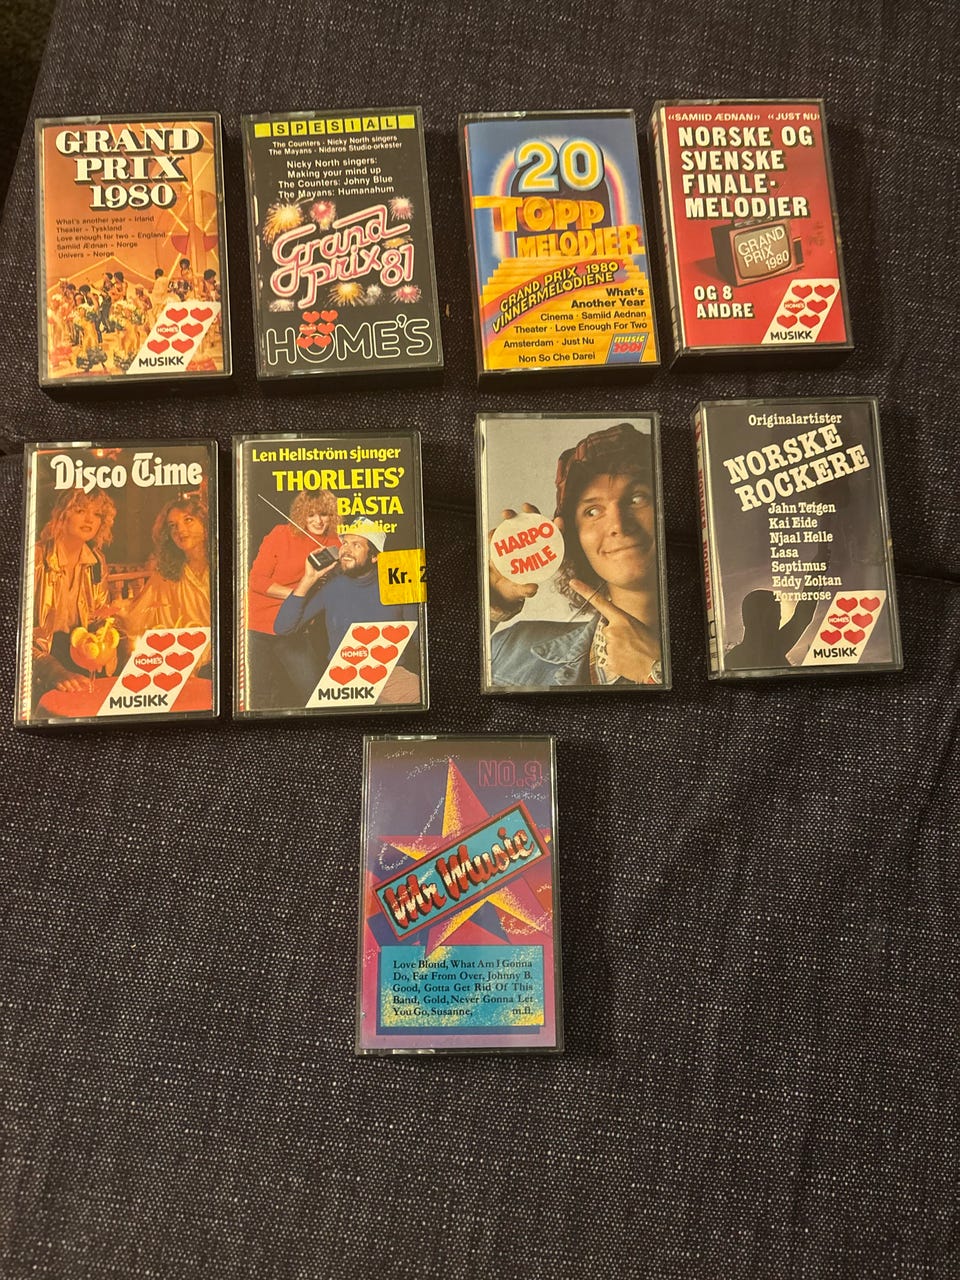 GRAND
PRIX
1980
What's another year – Irland
Theater – Tyskland
Love enough for two – England
Samiid Ædnan – Norge
Univers – Norge
HOME'S
MUSIKK
SPESIAL
The Counters · Nicky North singers
The Mayans · Nidaros Studio-orkester
Nicky North singers:
Making your mind up
The Counters: Johny Blue
The Mayans: Humanahum
Grand
prix 81
HOME'S
20
TOPP
MELODIER
GRAND PRIX 1980
VINNERMELODIENE
What's
Another Year
Cinema · Samiid Aednan
Theater · Love Enough For Two
Amsterdam · Just Nu
Non So Che Darei
music
1001
«SAMIID ÆDNAN» «JUST NU»
NORSKE OG
SVENSKE
FINALE-
MELODIER
GRAND
PRIX
1980
OG 8
ANDRE
HOME'S
MUSIKK
Disco Time
HOME'S
MUSIKK
Len Hellström sjunger
THORLEIFS'
BÄSTA
melodier
Kr. 2
HOME'S
MUSIKK
HARPO
SMILE
Originalartister
NORSKE
ROCKERE
Jahn Teigen
Kai Eide
Njaal Helle
Lasa
Septimus
Eddy Zoltan
Tornerose
HOME'S
MUSIKK
NO.9
Mr Music
Love Blond, What Am I Gonna
Do, Far From Over, Johnny B.
Good, Gotta Get Rid Of This
Band, Gold, Never Gonna Let
You Go, Susanne, m.fl.